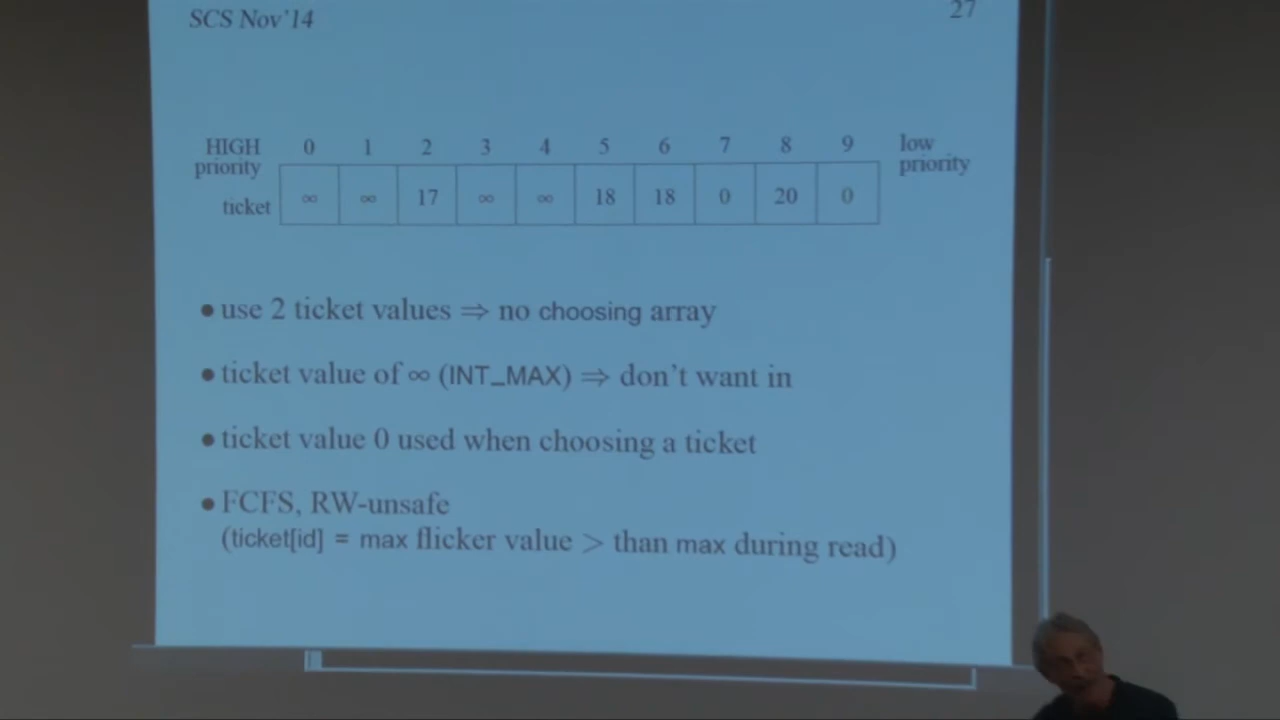 SCS Nov'14 27
HIGH priority 0 1 2 3 4 5 6 7 8 9 low priority
ticket ∞ ∞ 17 ∞ ∞ 18 18 0 20 0
• use 2 ticket values ⇒ no choosing array
• ticket value of ∞ (INT_MAX) ⇒ don't want in
• ticket value 0 used when choosing a ticket
• FCFS, RW-unsafe
(ticket[id] = max flicker value > than max during read)